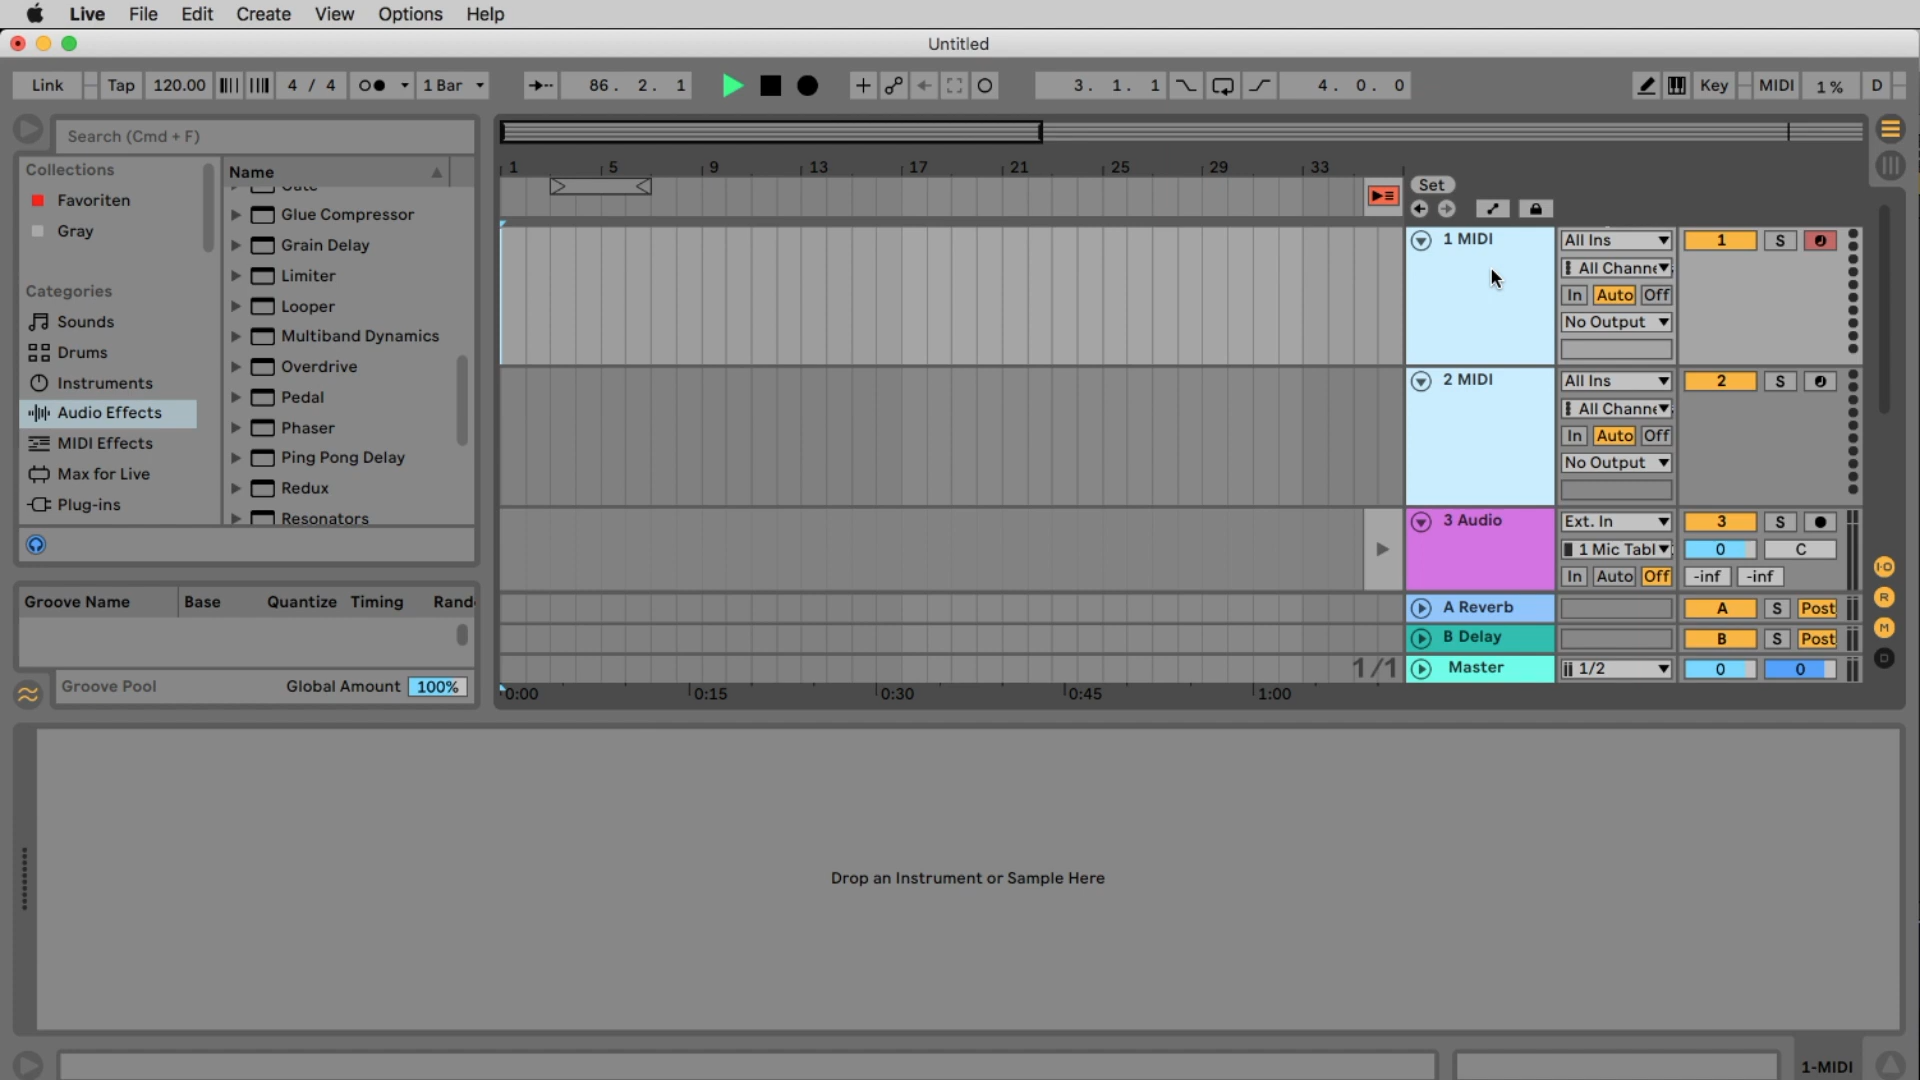 Live File Edit Create View Options Help
Untitled
Link Tap 120.00 4 / 4 1 Bar 86. 2. 1 3. 1. 1 4. 0. 0 Key MIDI 1 % D
Search (Cmd + F)
Collections
Favoriten
Gray
Categories
Sounds
Drums
Instruments
Audio Effects
MIDI Effects
Max for Live
Plug-ins
Name
Gate
Glue Compressor
Grain Delay
Limiter
Looper
Multiband Dynamics
Overdrive
Pedal
Phaser
Ping Pong Delay
Redux
Resonators
Groove Name Base Quantize Timing Rand
Groove Pool Global Amount 100%
1 5 9 13 17 21 25 29 33
Set
1 MIDI All Ins 1 S
All Channe
In Auto Off
No Output
2 MIDI All Ins 2 S
All Channe
In Auto Off
No Output
3 Audio Ext. In 3 S
1 Mic Tabl 0 C
In Auto Off -inf -inf
A Reverb A S Post
B Delay B S Post
1/1 Master 1/2 0 0
0:00 0:15 0:30 0:45 1:00
I·O
R
M
D
Drop an Instrument or Sample Here
1-MIDI